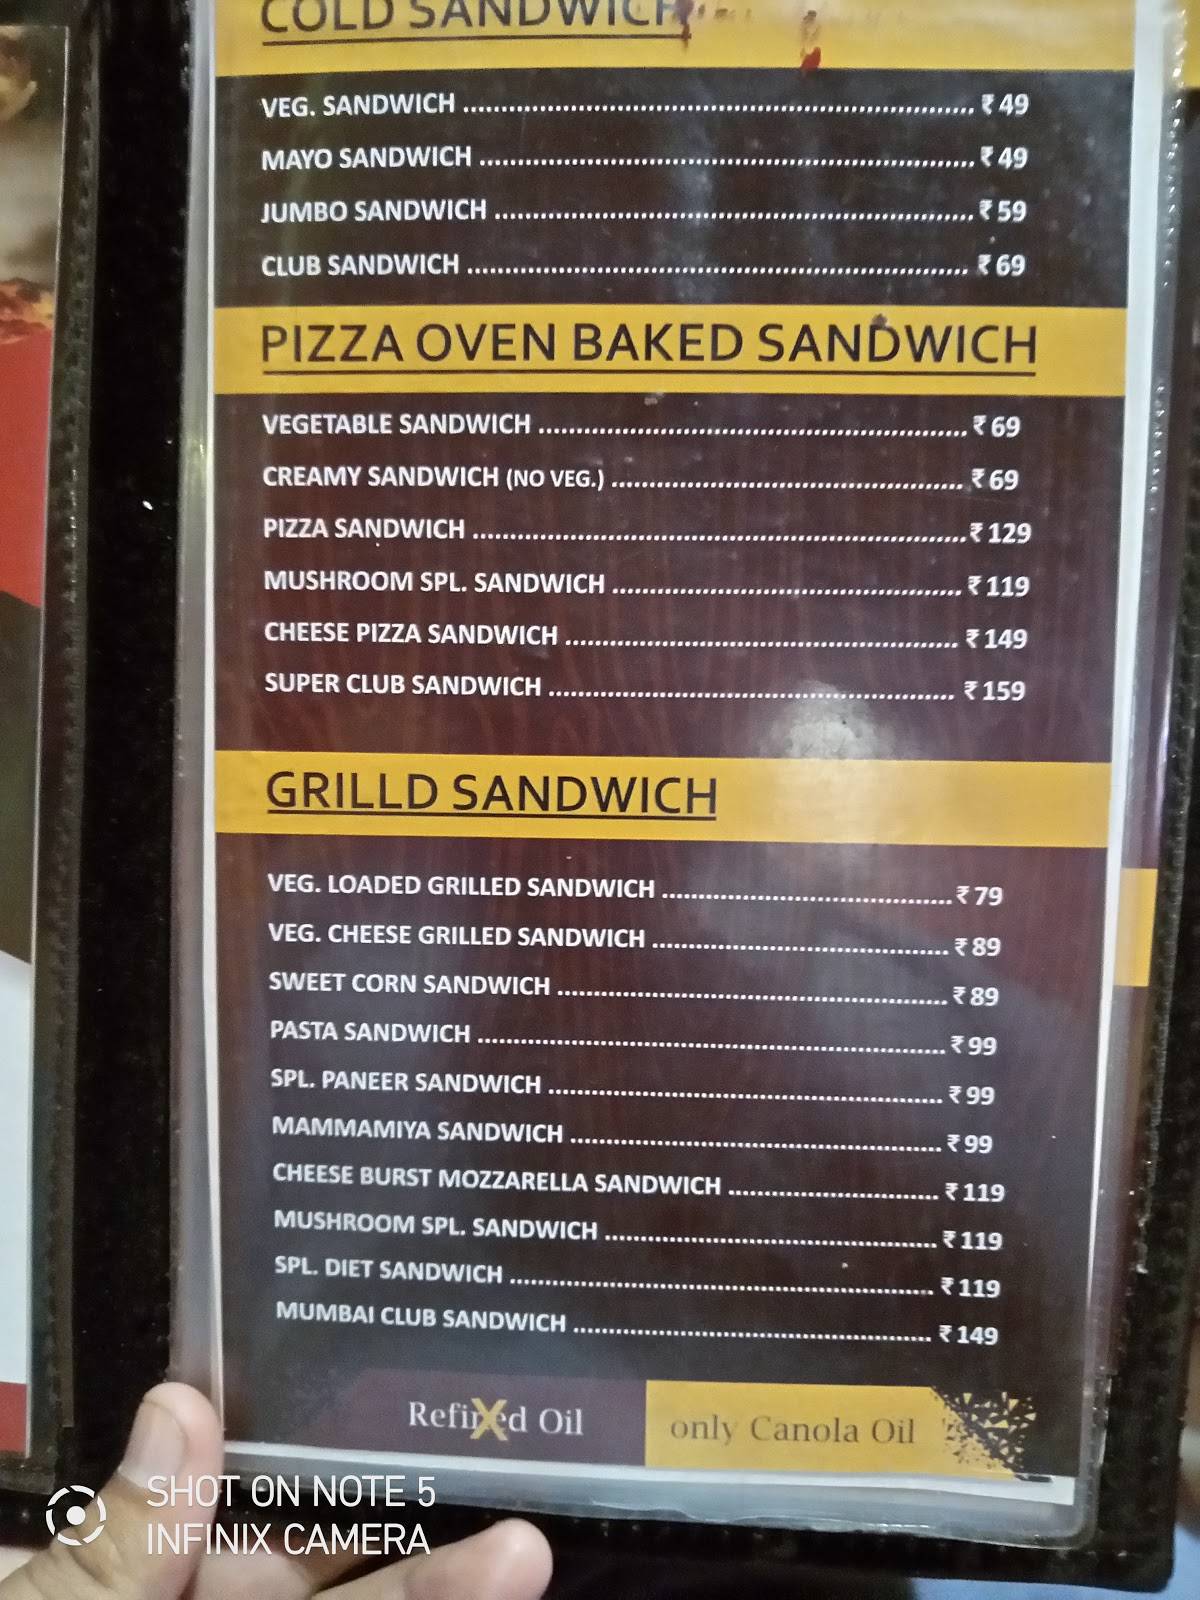 COLD SANDWICH
VEG. SANDWICH ........ ₹ 49
MAYO SANDWICH ........ ₹ 49
JUMBO SANDWICH ........ ₹ 59
CLUB SANDWICH ........ ₹ 69
PIZZA OVEN BAKED SANDWICH
VEGETABLE SANDWICH ........ ₹ 69
CREAMY SANDWICH (NO VEG.) ........ ₹ 69
PIZZA SANDWICH ........ ₹ 129
MUSHROOM SPL. SANDWICH ........ ₹ 119
CHEESE PIZZA SANDWICH ........ ₹ 149
SUPER CLUB SANDWICH ........ ₹ 159
GRILLD SANDWICH
VEG. LOADED GRILLED SANDWICH ........ ₹ 79
VEG. CHEESE GRILLED SANDWICH ........ ₹ 89
SWEET CORN SANDWICH ........ ₹ 89
PASTA SANDWICH ........ ₹ 99
SPL. PANEER SANDWICH ........ ₹ 99
MAMMAMIYA SANDWICH ........ ₹ 99
CHEESE BURST MOZZARELLA SANDWICH ........ ₹ 119
MUSHROOM SPL. SANDWICH ........ ₹ 119
SPL. DIET SANDWICH ........ ₹ 119
MUMBAI CLUB SANDWICH ........ ₹ 149
Refined Oil
only Canola Oil
SHOT ON NOTE 5
INFINIX CAMERA